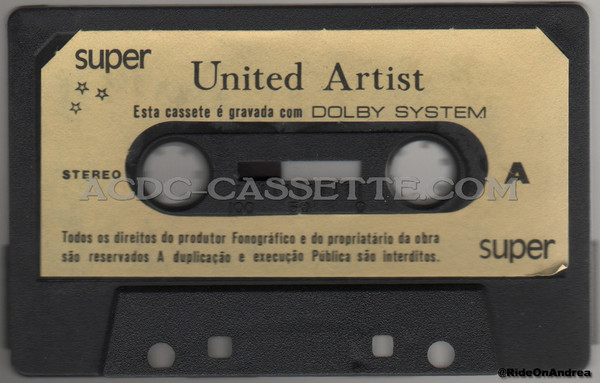 super
United Artist
Esta cassete é gravada com DOLBY SYSTEM
STEREO
A
ACDC-CASSETTE.COM
Todos os direitos do produtor Fonográfico e do propriatário da obra
são reservados A duplicação e execução Pública são interditos.
super
@RideOnAndrea